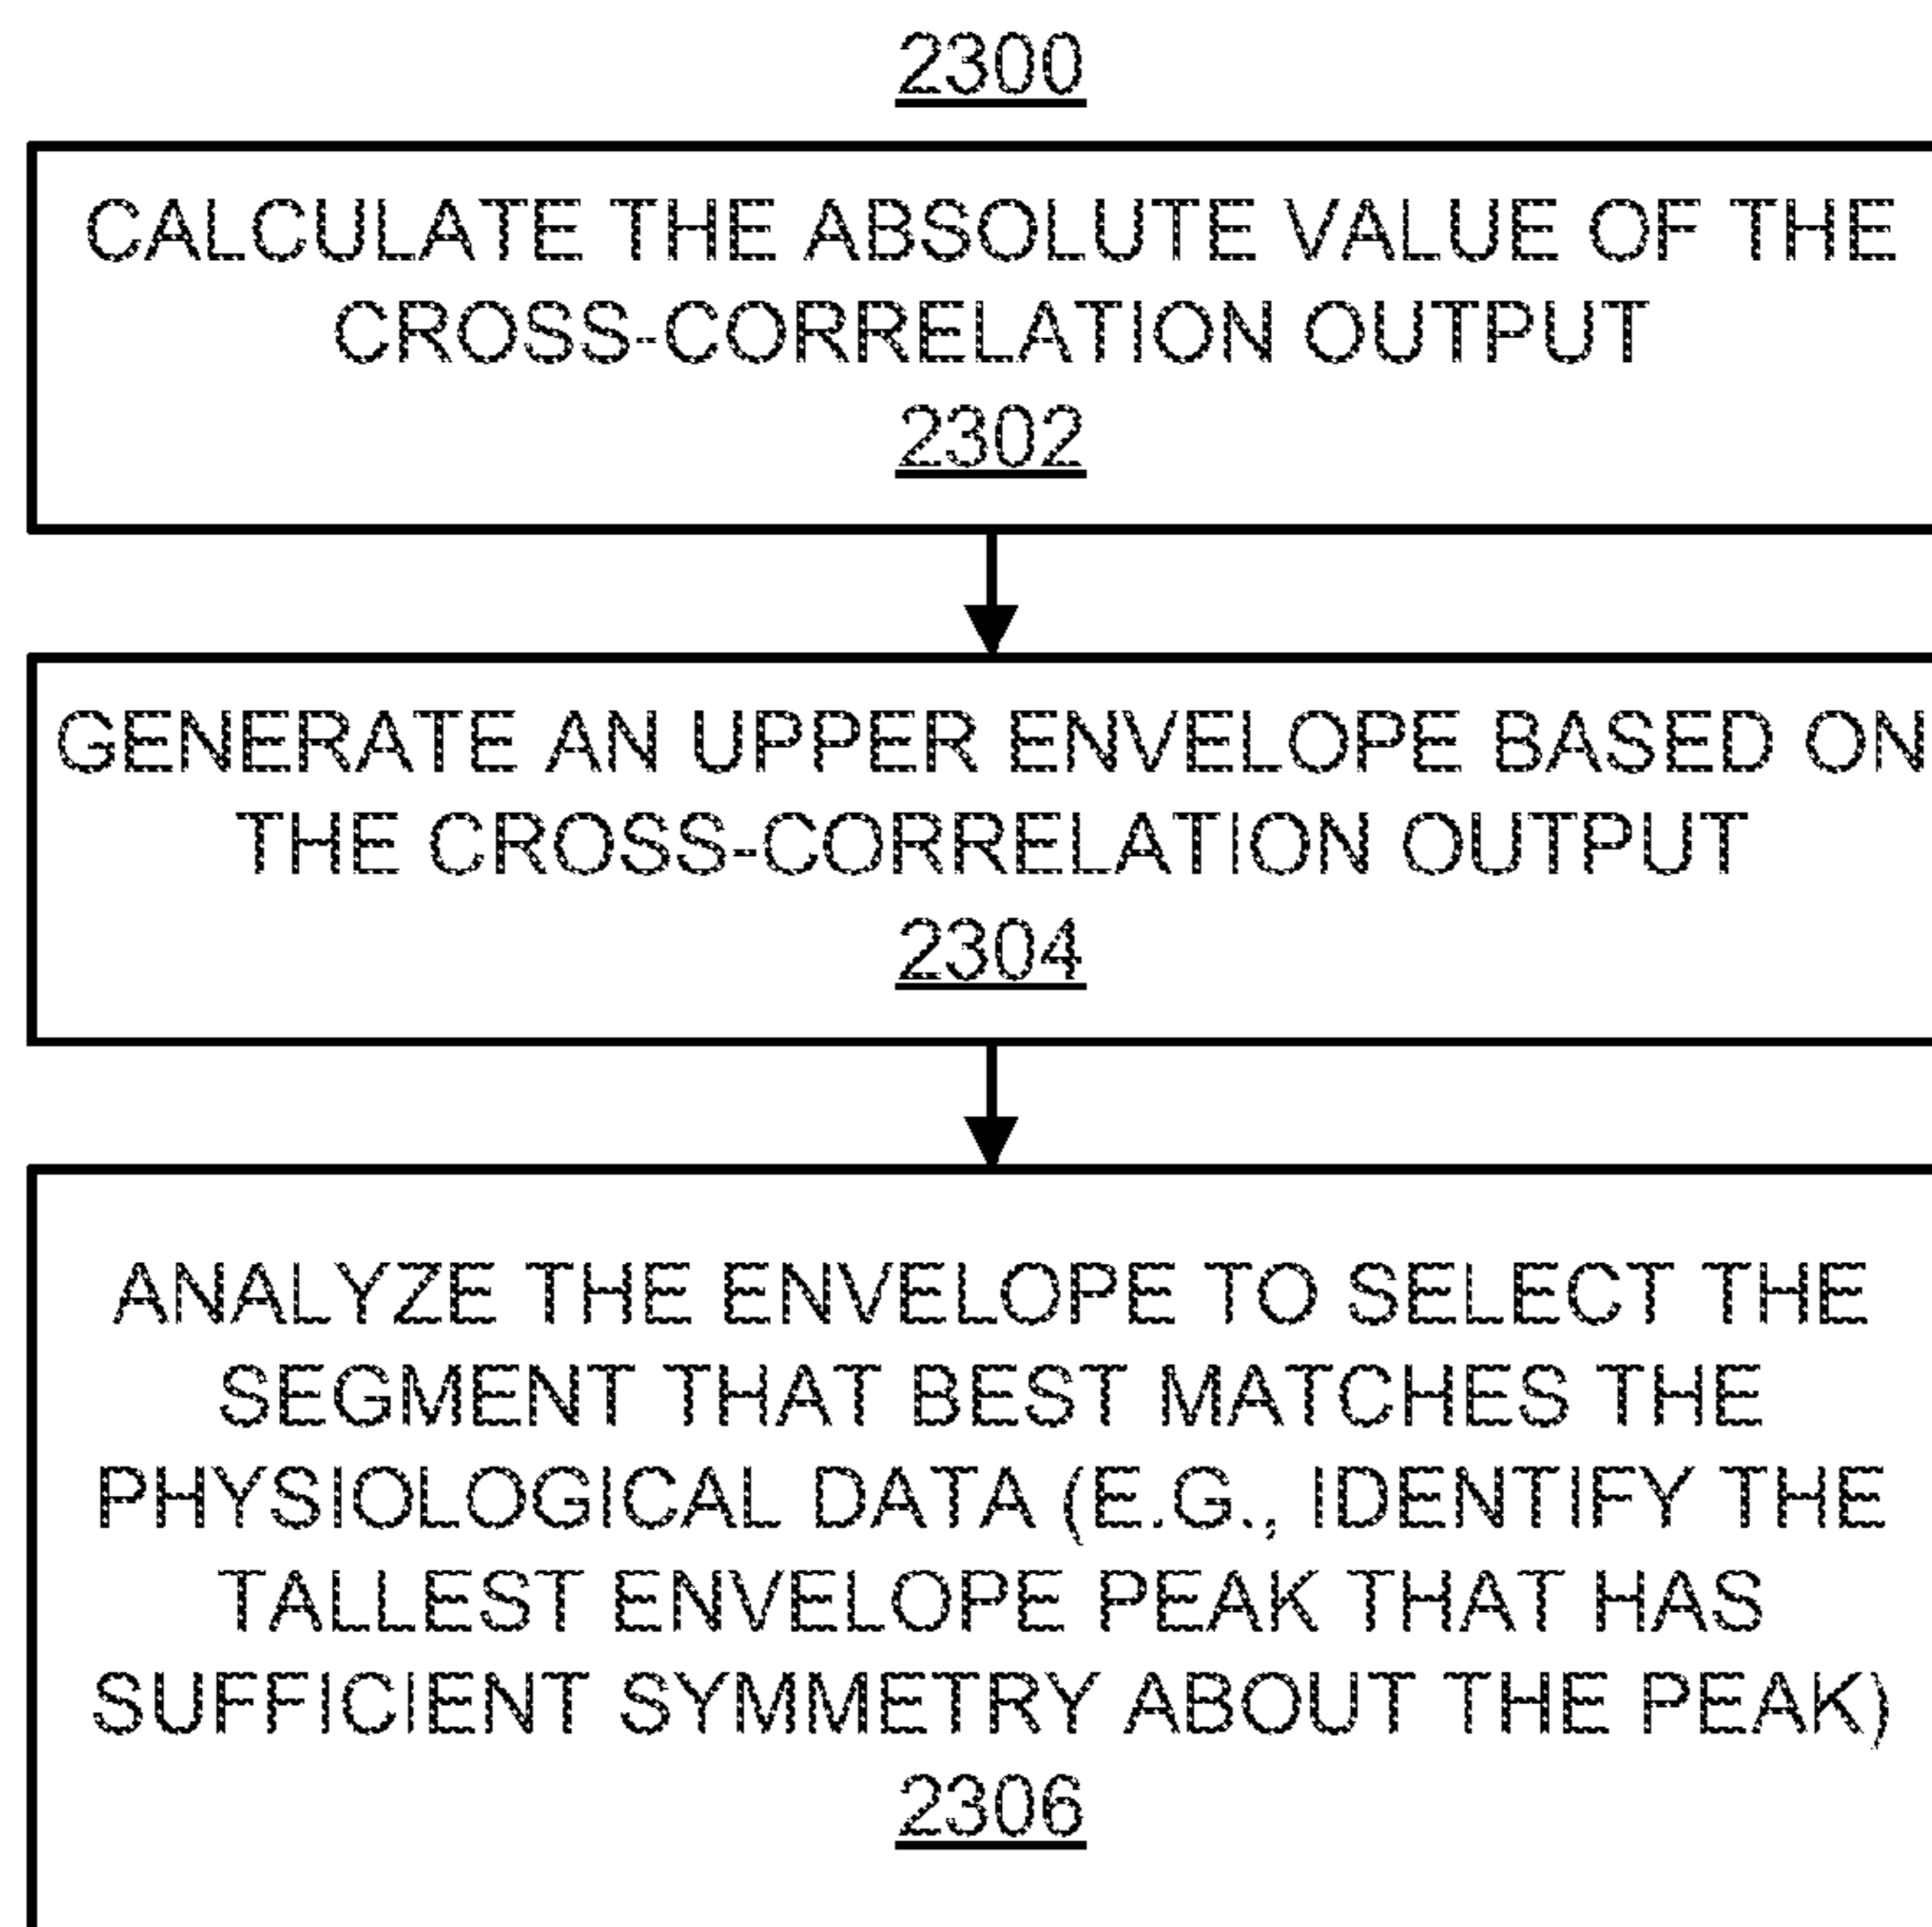 2300
CALCULATE THE ABSOLUTE VALUE OF THE
CROSS-CORRELATION OUTPUT
2302
GENERATE AN UPPER ENVELOPE BASED ON
THE CROSS-CORRELATION OUTPUT
2304
ANALYZE THE ENVELOPE TO SELECT THE
SEGMENT THAT BEST MATCHES THE
PHYSIOLOGICAL DATA (E.G., IDENTIFY THE
TALLEST ENVELOPE PEAK THAT HAS
SUFFICIENT SYMMETRY ABOUT THE PEAK)
2306